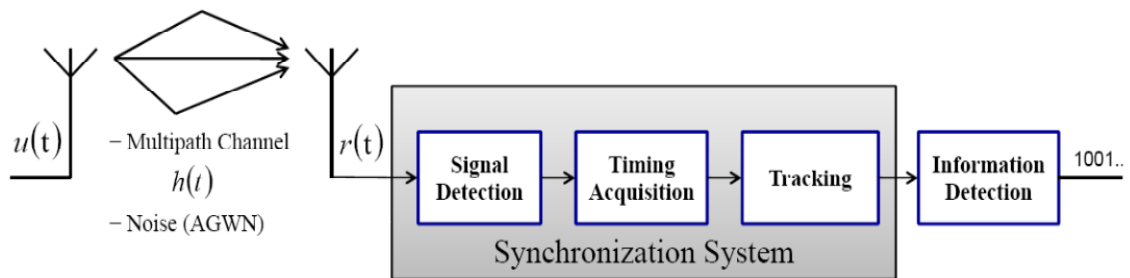 u(t)
– Multipath Channel
h(t)
– Noise (AGWN)
r(t)
Signal
Detection
Timing
Acquisition
Tracking
Synchronization System
Information
Detection
1001..